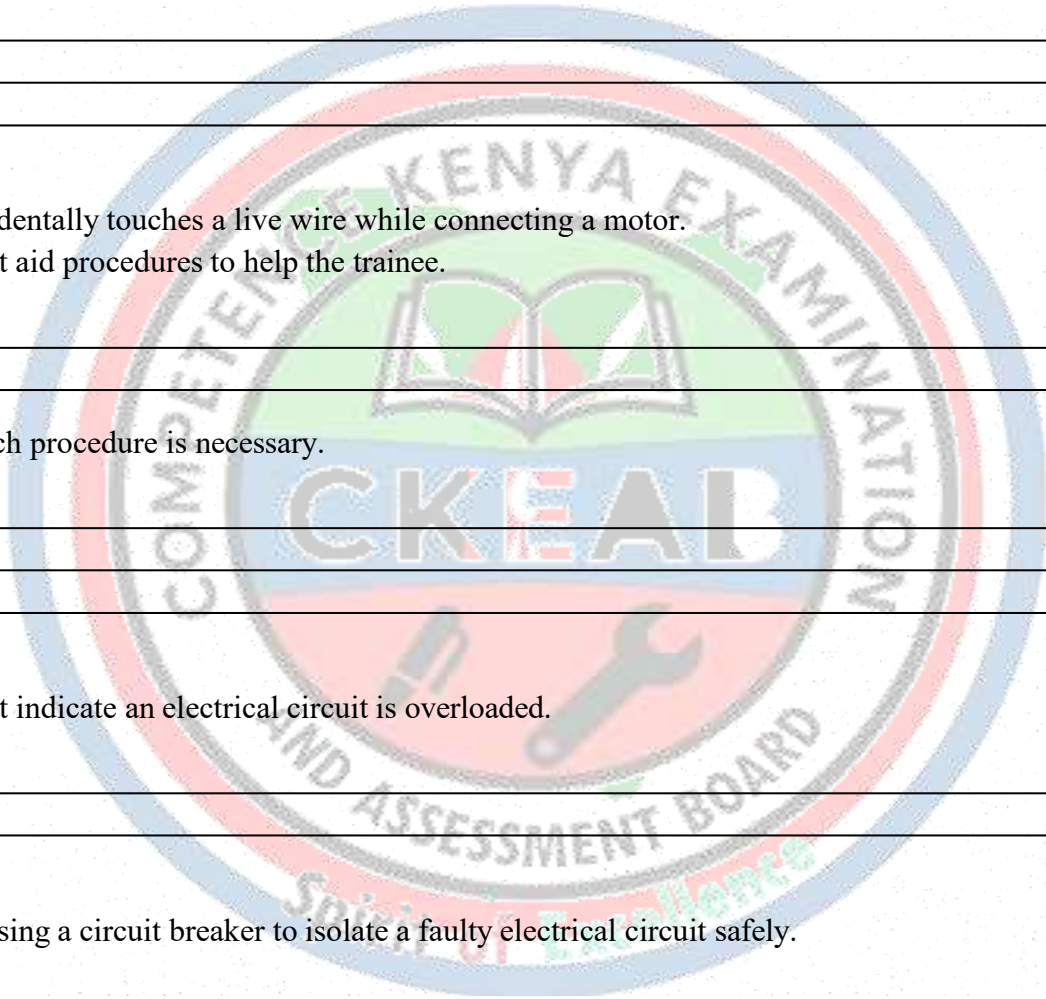 dentally touches a live wire while connecting a motor.
t aid procedures to help the trainee.
ch procedure is necessary.
t indicate an electrical circuit is overloaded.
sing a circuit breaker to isolate a faulty electrical circuit safely.
COMPETENCE KENYA EXAMINATION
AND ASSESSMENT BOARD
CKEAB
Spirit of Excellence